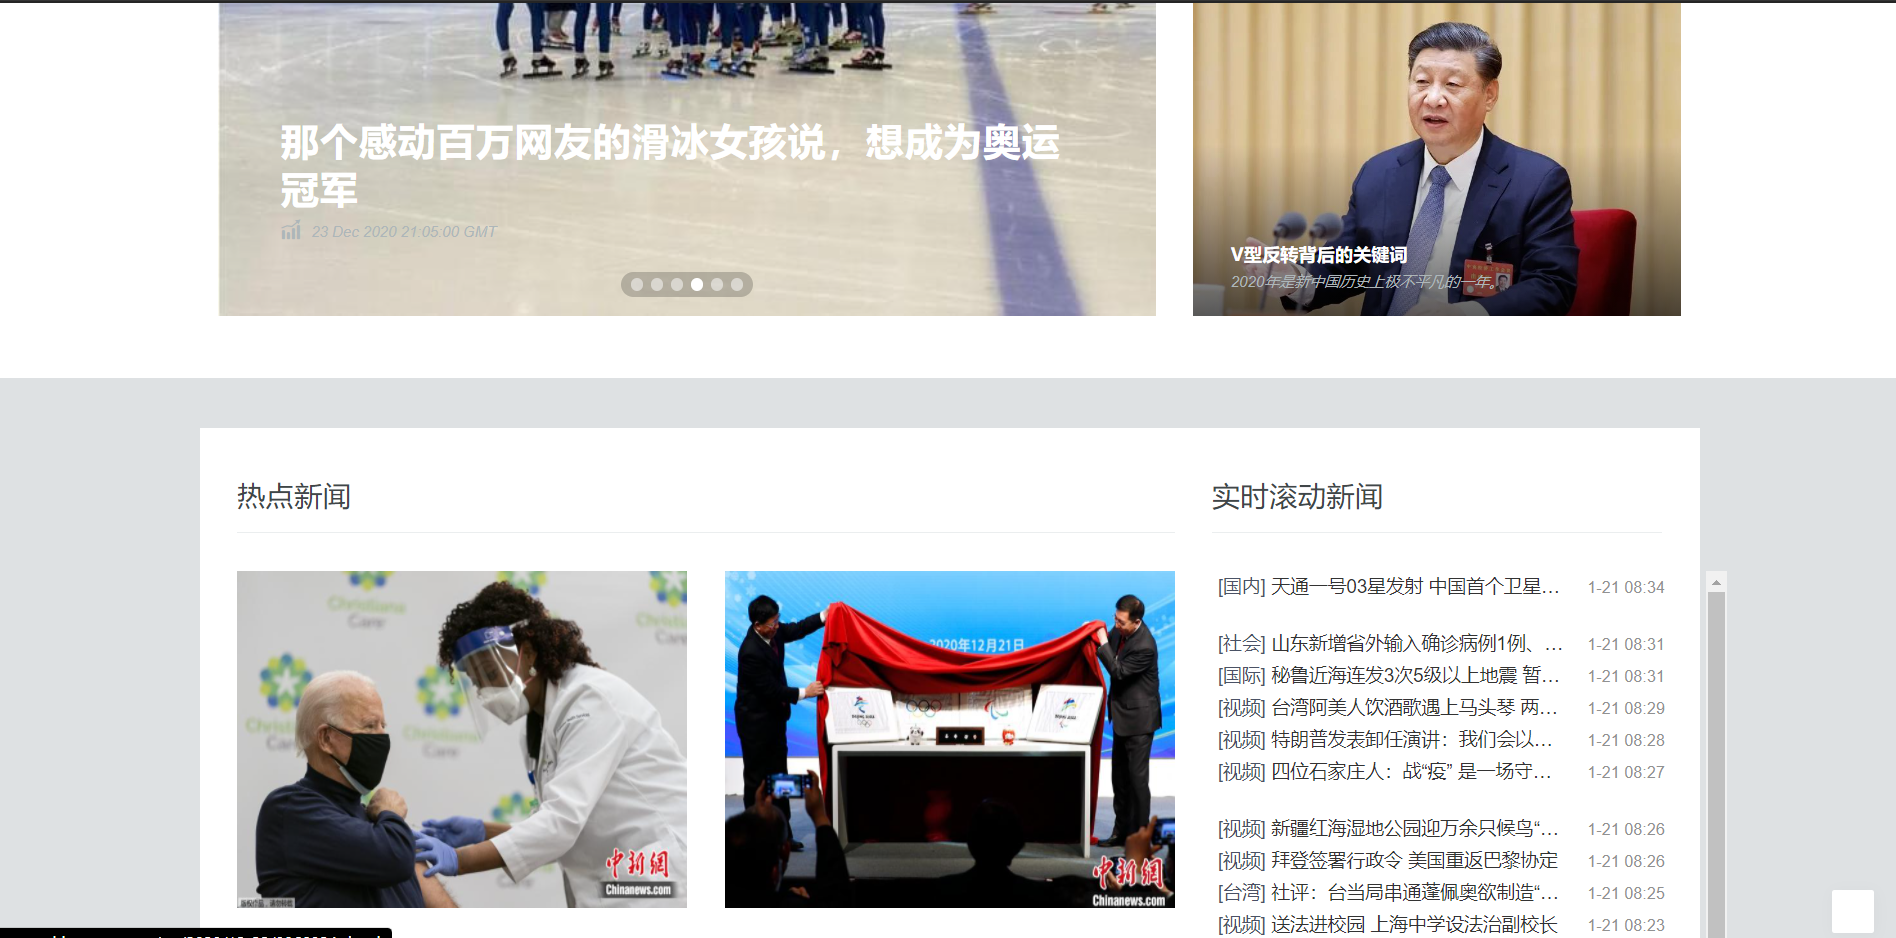 那个感动百万网友的滑冰女孩说，想成为奥运
冠军
23 Dec 2020 21:05:00 GMT
V型反转背后的关键词
2020年是新中国历史上极不平凡的一年。
热点新闻
实时滚动新闻
Christiana
Care
Christiana
Care
Christiana
Care
中新網
Chinanews.com
2020年12月21日
中新網
Chinanews.com
[国内] 天通一号03星发射 中国首个卫星… 1-21 08:34
[社会] 山东新增省外输入确诊病例1例、… 1-21 08:31
[国际] 秘鲁近海连发3次5级以上地震 暂… 1-21 08:31
[视频] 台湾阿美人饮酒歌遇上马头琴 两… 1-21 08:29
[视频] 特朗普发表卸任演讲：我们会以… 1-21 08:28
[视频] 四位石家庄人：战“疫” 是一场守… 1-21 08:27
[视频] 新疆红海湿地公园迎万余只候鸟“… 1-21 08:26
[视频] 拜登签署行政令 美国重返巴黎协定 1-21 08:26
[台湾] 社评：台当局串通蓬佩奥欲制造“… 1-21 08:25
[视频] 送法进校园 上海中学设法治副校长 1-21 08:23